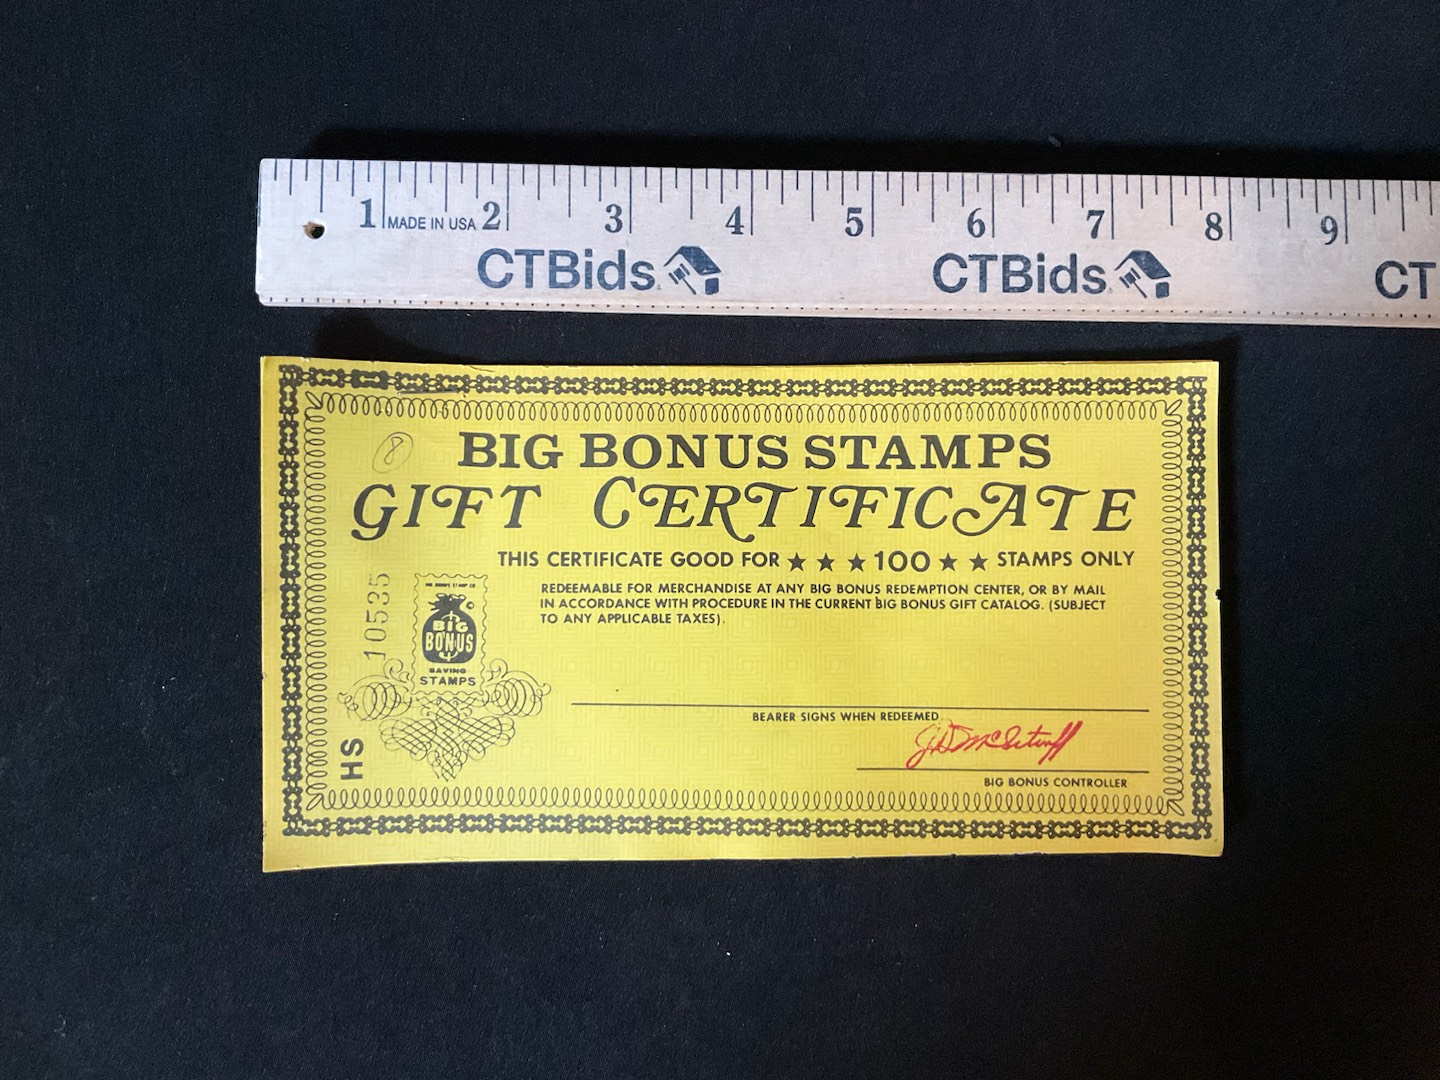 1 MADE IN USA 2 3 4 5 6 7 8 9
CTBids CTBids CT
8
BIG BONUS STAMPS
GIFT CERTIFICATE
THIS CERTIFICATE GOOD FOR ★ ★ ★ 100 ★ ★ STAMPS ONLY
REDEEMABLE FOR MERCHANDISE AT ANY BIG BONUS REDEMPTION CENTER, OR BY MAIL
IN ACCORDANCE WITH PROCEDURE IN THE CURRENT BIG BONUS GIFT CATALOG. (SUBJECT
TO ANY APPLICABLE TAXES).
10535
BIG
BONUS
SAVING
STAMPS
HS
BEARER SIGNS WHEN REDEEMED
BIG BONUS CONTROLLER